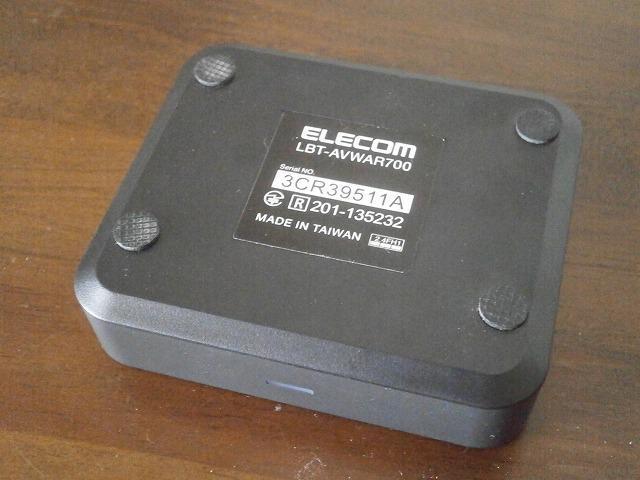 ELECOM
LBT-AVWAR700
Serial NO.
3CR39511A
R 201-135232
MADE IN TAIWAN
2.4FH1